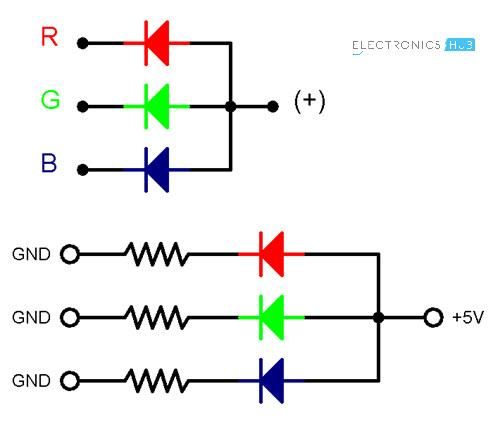 R
ELECTRONICS HUB
G
(+)
B
GND
GND
+5V
GND